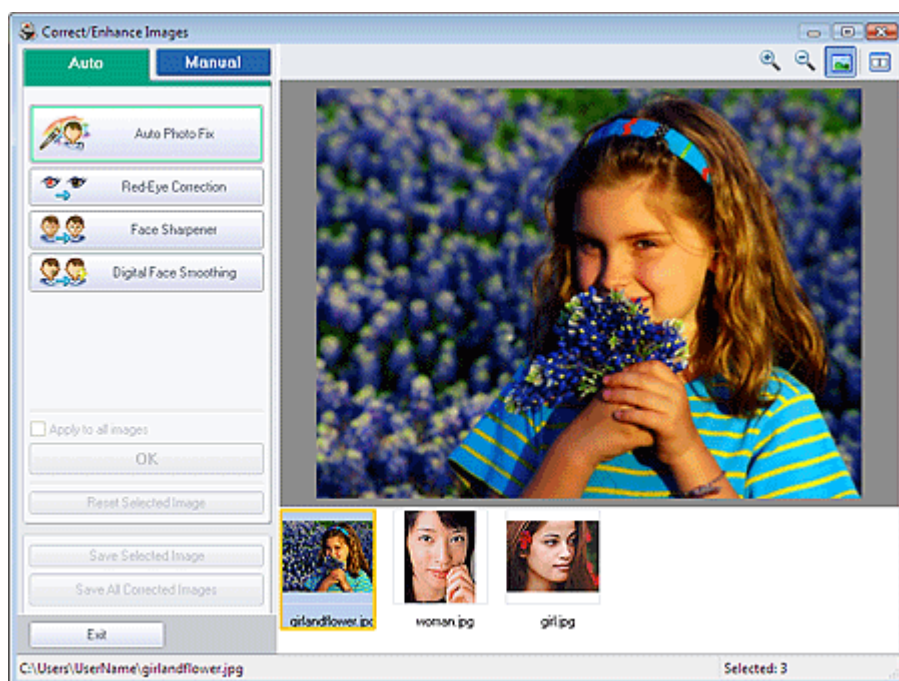 Correct/Enhance Images
Auto
Manual
Auto Photo Fix
Red-Eye Correction
Face Sharpener
Digital Face Smoothing
Apply to all images
OK
Reset Selected Image
Save Selected Image
Save All Corrected Images
Exit
girlandflower.jpg
woman.jpg
girl.jpg
C:\Users\UserName\girlandflower.jpg
Selected: 3